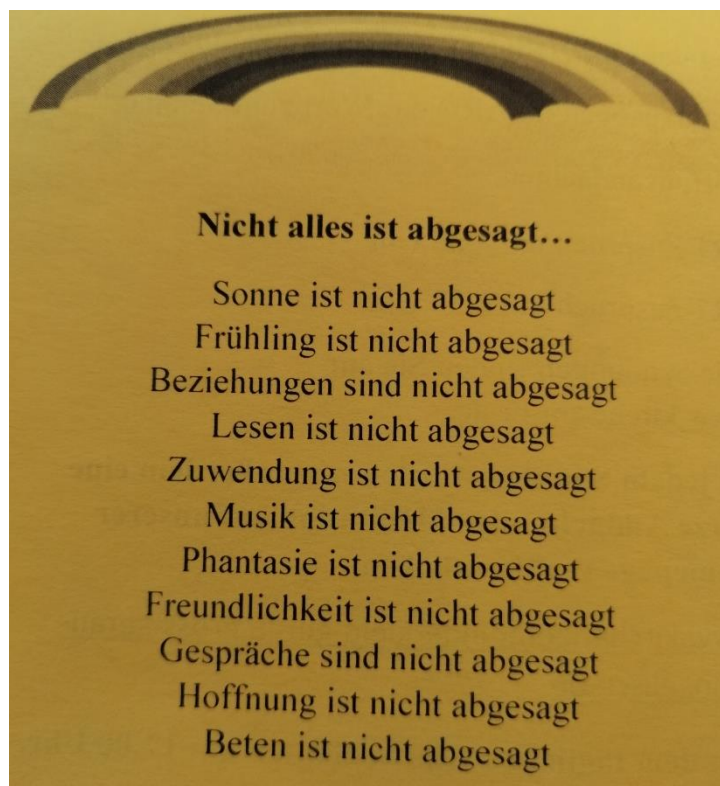 Nicht alles ist abgesagt...
Sonne ist nicht abgesagt
Frühling ist nicht abgesagt
Beziehungen sind nicht abgesagt
Lesen ist nicht abgesagt
Zuwendung ist nicht abgesagt
Musik ist nicht abgesagt
Phantasie ist nicht abgesagt
Freundlichkeit ist nicht abgesagt
Gespräche sind nicht abgesagt
Hoffnung ist nicht abgesagt
Beten ist nicht abgesagt